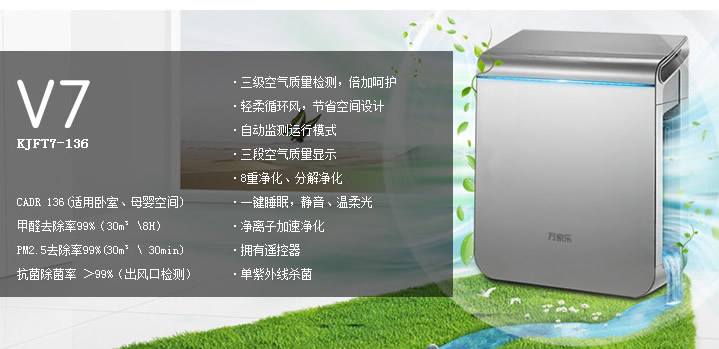 V7
KJFT7-136
CADR 136(适用卧室、母婴空间)
甲醛去除率99%（30m³ \8H）
PM2.5去除率99%(30m³ \ 30min)
抗菌除菌率 ＞99%（出风口检测）
·三级空气质量检测，倍加呵护
·轻柔循环风，节省空间设计
·自动监测运行模式
·三段空气质量显示
·8重净化、分解净化
·一键睡眠，静音、温柔光
·净离子加速净化
·拥有遥控器
·单紫外线杀菌
万家乐